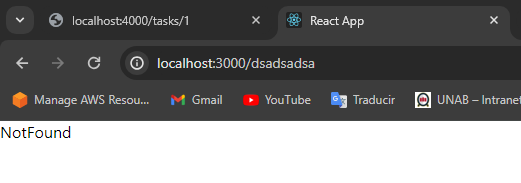 localhost:4000/tasks/1
React App
localhost:3000/dsadsadsa
Manage AWS Resou...
Gmail
YouTube
Traducir
UNAB – Intranet
NotFound